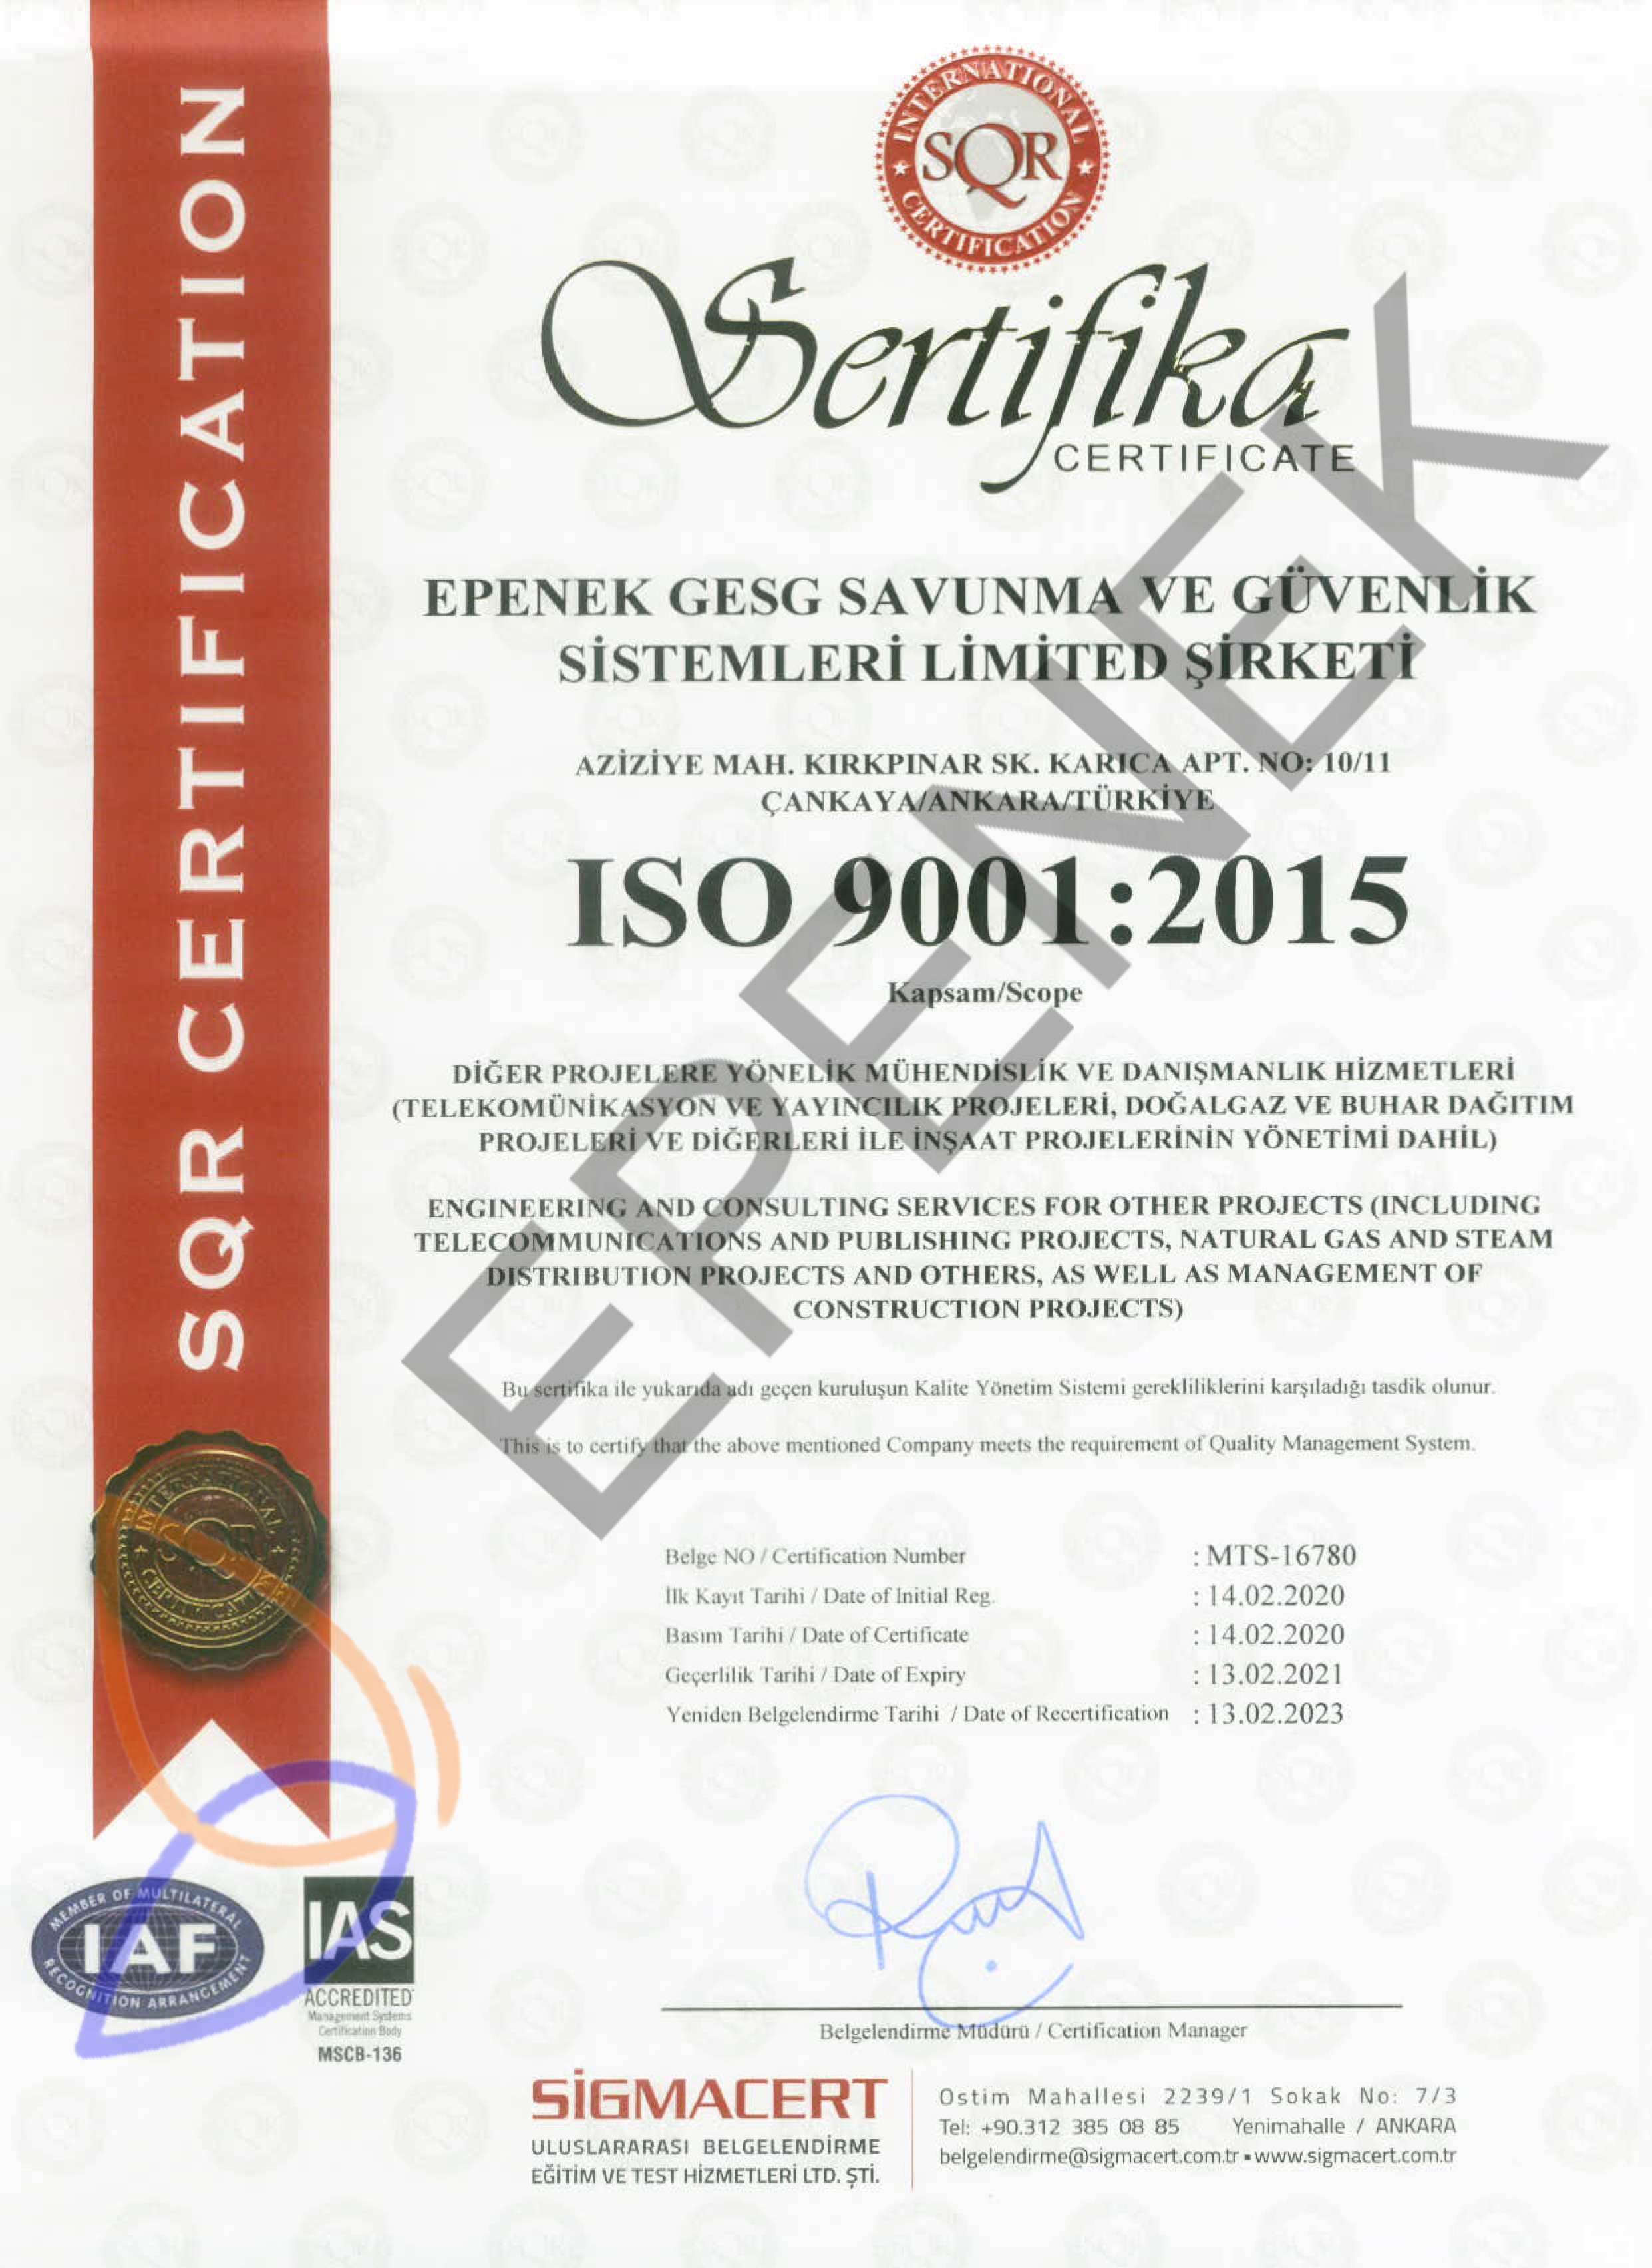 SQR CERTIFICATION
INTERNATIONAL
SQR
CERTIFICATION
Sertifika
CERTIFICATE
EPENEK GESG SAVUNMA VE GÜVENLİK
SİSTEMLERİ LİMİTED ŞİRKETİ
AZİZİYE MAH. KIRKPINAR SK. KARICA APT. NO: 10/11
ÇANKAYA/ANKARA/TÜRKİYE
ISO 9001:2015
Kapsam/Scope
DİĞER PROJELERE YÖNELİK MÜHENDİSLİK VE DANIŞMANLIK HİZMETLERİ
(TELEKOMÜNİKASYON VE YAYINCILIK PROJELERİ, DOĞALGAZ VE BUHAR DAĞITIM
PROJELERİ VE DİĞERLERİ İLE İNŞAAT PROJELERİNİN YÖNETİMİ DAHİL)
ENGINEERING AND CONSULTING SERVICES FOR OTHER PROJECTS (INCLUDING
TELECOMMUNICATIONS AND PUBLISHING PROJECTS, NATURAL GAS AND STEAM
DISTRIBUTION PROJECTS AND OTHERS, AS WELL AS MANAGEMENT OF
CONSTRUCTION PROJECTS)
Bu sertifika ile yukarıda adı geçen kuruluşun Kalite Yönetim Sistemi gerekliliklerini karşıladığı tasdik olunur.
This is to certify that the above mentioned Company meets the requirement of Quality Management System.
EPENEK
INTERNATIONAL
SQR
CERTIFICATION
Belge NO / Certification Number : MTS-16780
İlk Kayıt Tarihi / Date of Initial Reg. : 14.02.2020
Basım Tarihi / Date of Certificate : 14.02.2020
Geçerlilik Tarihi / Date of Expiry : 13.02.2021
Yeniden Belgelendirme Tarihi / Date of Recertification : 13.02.2023
MEMBER OF MULTILATERAL
IAF
RECOGNITION ARRANGEMENT
IAS
ACCREDITED
Management Systems
Certification Body
MSCB-136
Belgelendirme Müdürü / Certification Manager
SİGMACERT
ULUSLARARASI BELGELENDİRME
EĞİTİM VE TEST HİZMETLERİ LTD. ŞTİ.
Ostim Mahallesi 2239/1 Sokak No: 7/3
Tel: +90.312 385 08 85 Yenimahalle / ANKARA
belgelendirme@sigmacert.com.tr ▪ www.sigmacert.com.tr